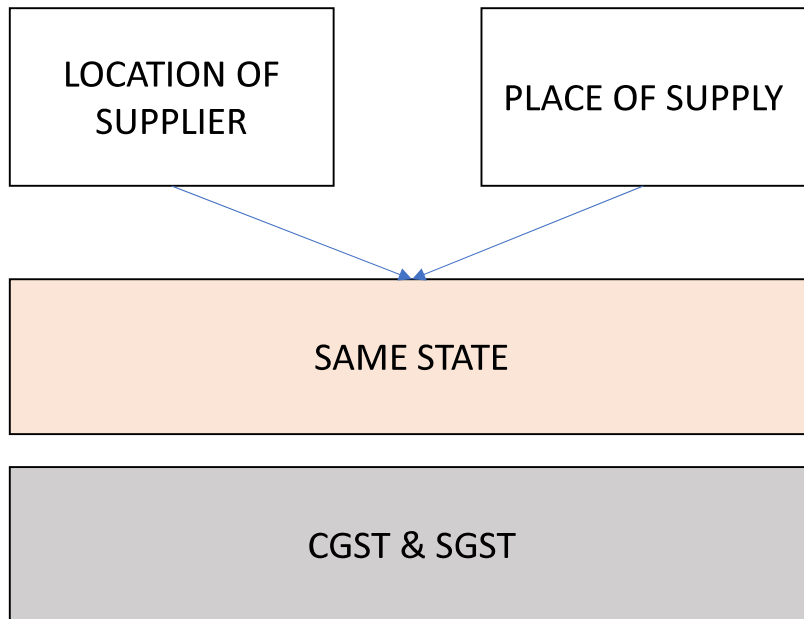 LOCATION OF
SUPPLIER
PLACE OF SUPPLY
SAME STATE
CGST & SGST